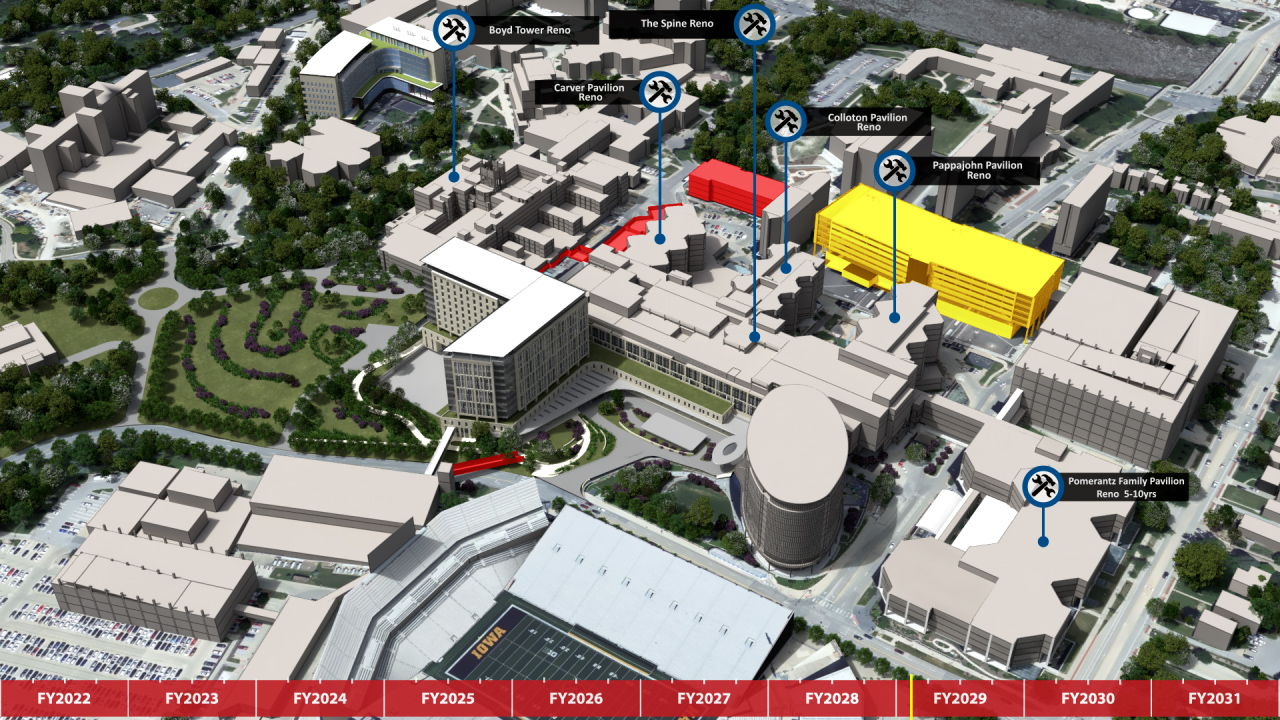 Boyd Tower Reno
The Spine Reno
Carver Pavilion
Reno
Colloton Pavilion
Reno
Pappajohn Pavilion
Reno
Pomerantz Family Pavilion
Reno 5-10yrs
IOWA
FY2022
FY2023
FY2024
FY2025
FY2026
FY2027
FY2028
FY2029
FY2030
FY2031